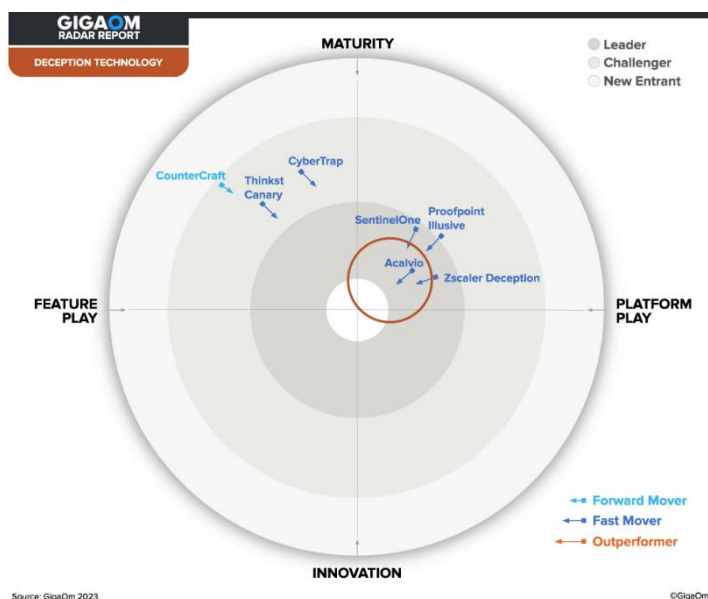 GIGAOM
RADAR REPORT
DECEPTION TECHNOLOGY
MATURITY
Leader
Challenger
New Entrant
CyberTrap
CounterCraft
Thinkst
Canary
SentinelOne
Proofpoint
Illusive
Acalvio
Zscaler Deception
FEATURE
PLAY
PLATFORM
PLAY
Forward Mover
Fast Mover
Outperformer
INNOVATION
Source: GigaOm 2023
©GigaOm